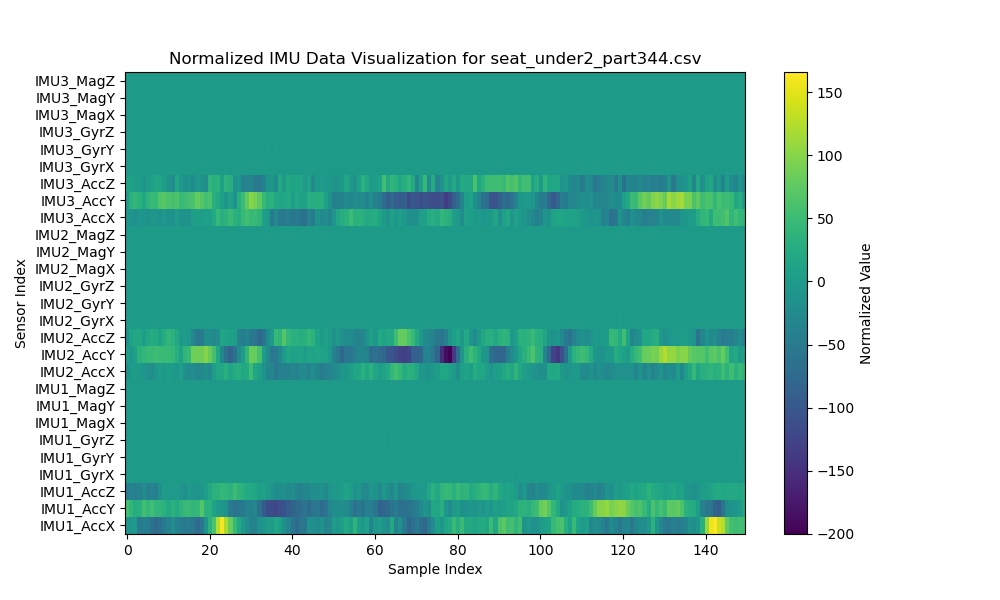 Normalized IMU Data Visualization for seat_under2_part344.csv
IMU3_MagZ
IMU3_MagY
IMU3_MagX
IMU3_GyrZ
IMU3_GyrY
IMU3_GyrX
IMU3_AccZ
IMU3_AccY
IMU3_AccX
IMU2_MagZ
IMU2_MagY
IMU2_MagX
IMU2_GyrZ
IMU2_GyrY
IMU2_GyrX
IMU2_AccZ
IMU2_AccY
IMU2_AccX
IMU1_MagZ
IMU1_MagY
IMU1_MagX
IMU1_GyrZ
IMU1_GyrY
IMU1_GyrX
IMU1_AccZ
IMU1_AccY
IMU1_AccX
Sensor Index
0 20 40 60 80 100 120 140
Sample Index
150
100
50
0
−50
−100
−150
−200
Normalized Value